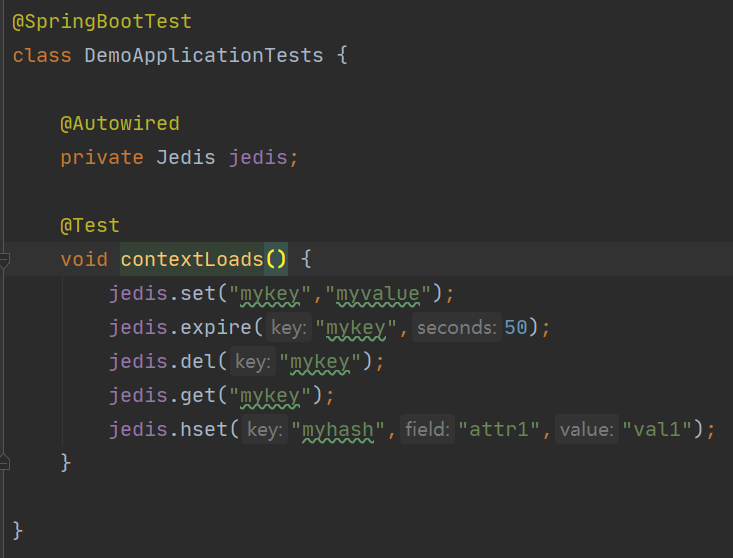 @SpringBootTest
class DemoApplicationTests {
@Autowired
private Jedis jedis;
@Test
void contextLoads() {
jedis.set("mykey","myvalue");
jedis.expire( key: "mykey", seconds: 50);
jedis.del( key: "mykey");
jedis.get("mykey");
jedis.hset( key: "myhash", field: "attr1", value: "val1");
}
}